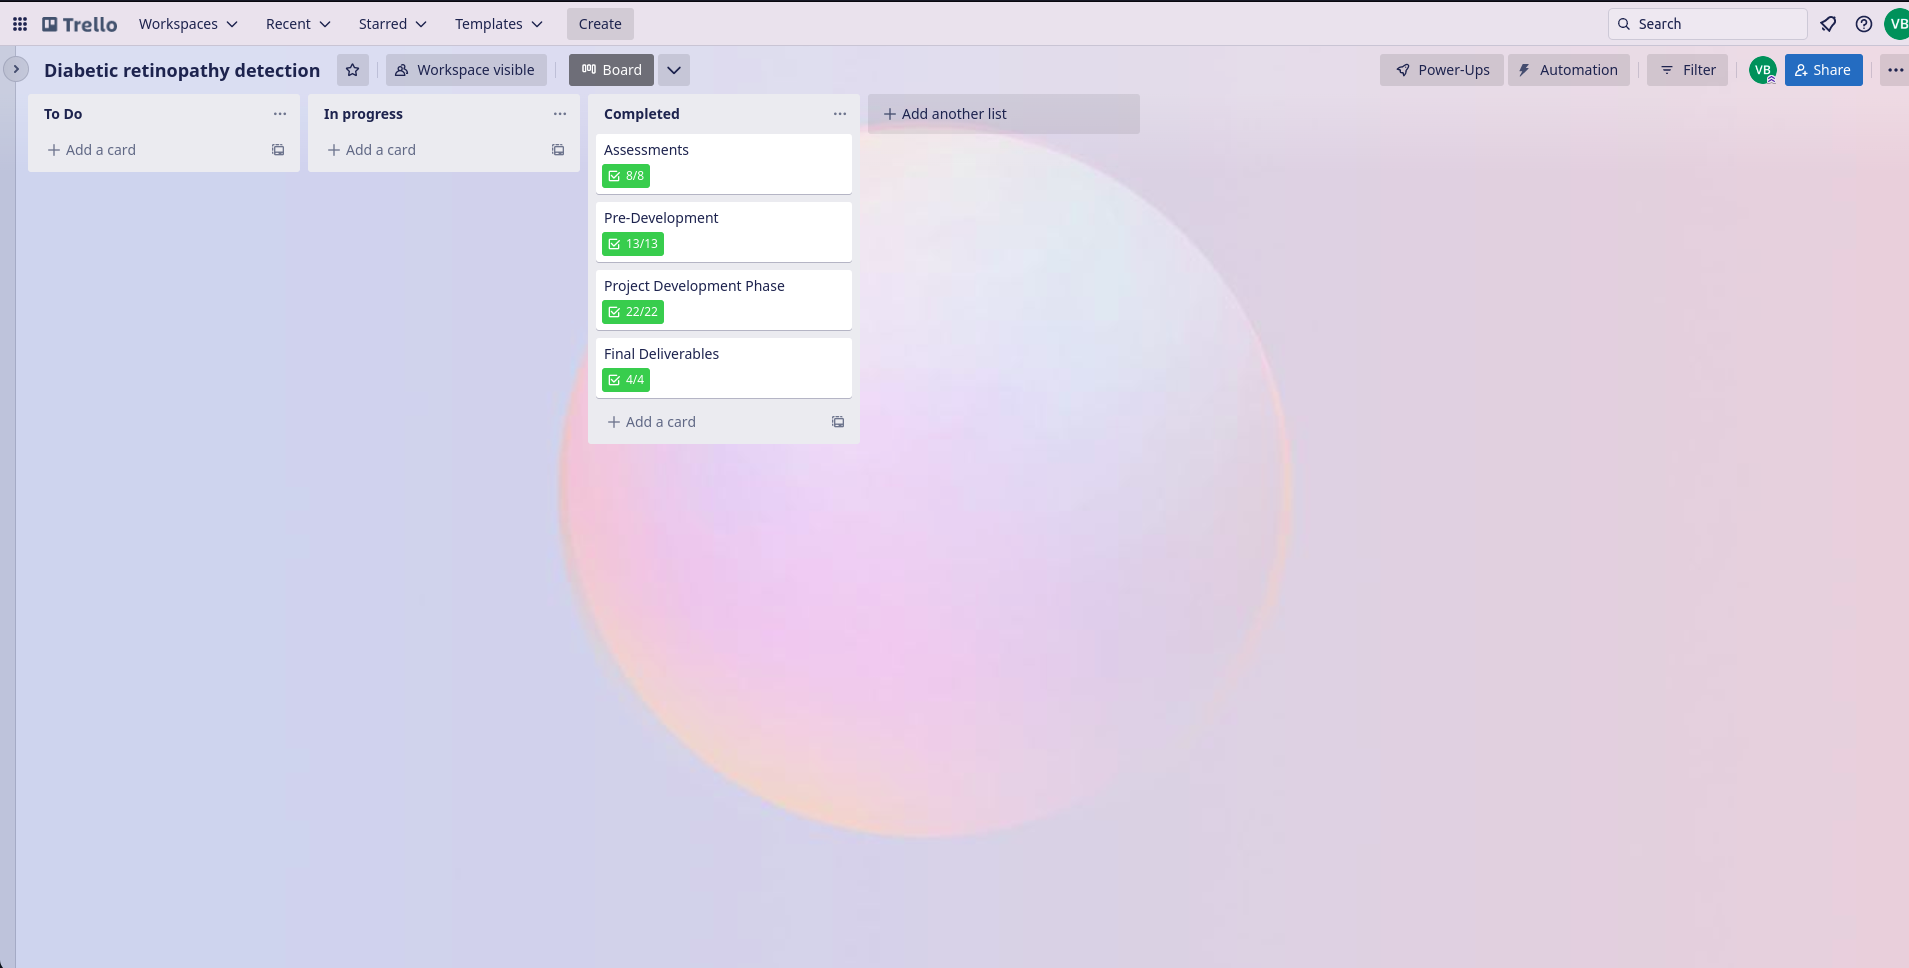 Trello Workspaces Recent Starred Templates Create Search VB
Diabetic retinopathy detection Workspace visible Board Power-Ups Automation Filter VB Share
To Do
Add a card
In progress
Add a card
Completed
Assessments
8/8
Pre-Development
13/13
Project Development Phase
22/22
Final Deliverables
4/4
Add a card
Add another list